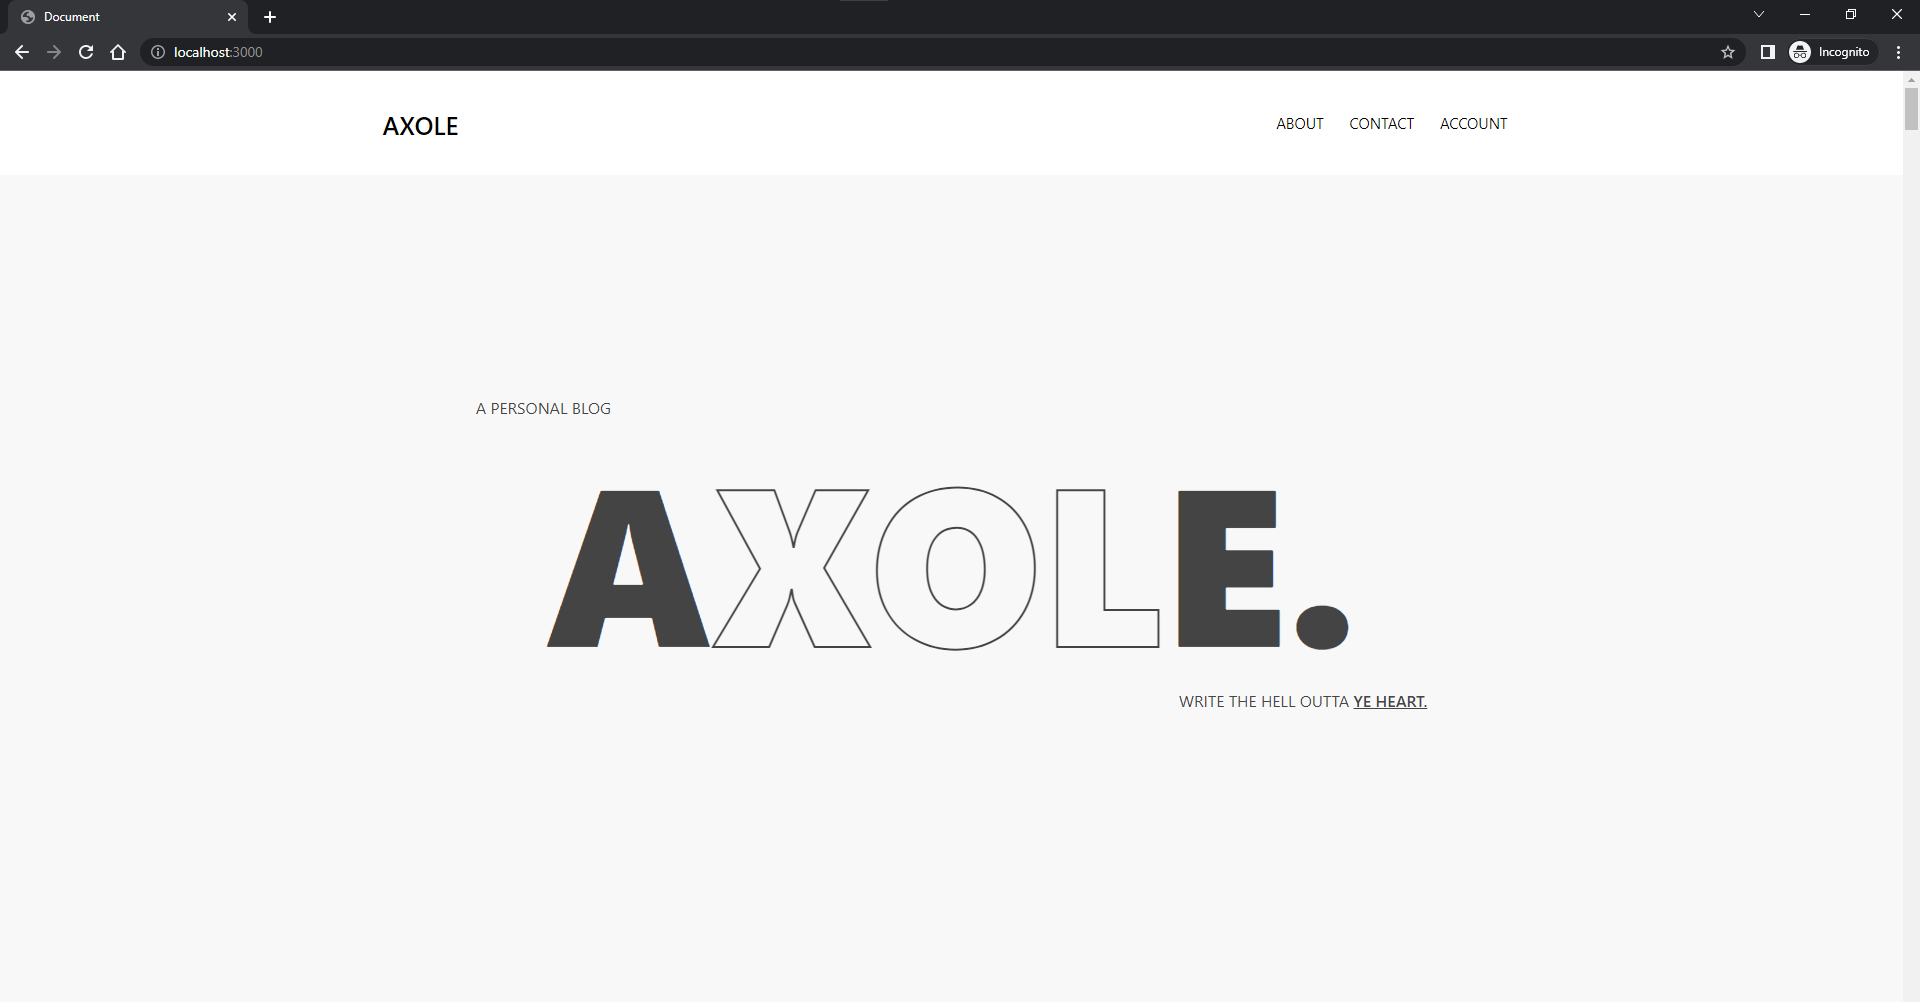 Document
localhost:3000
Incognito
AXOLE
ABOUT CONTACT ACCOUNT
A PERSONAL BLOG
AXOLE.
WRITE THE HELL OUTTA YE HEART.